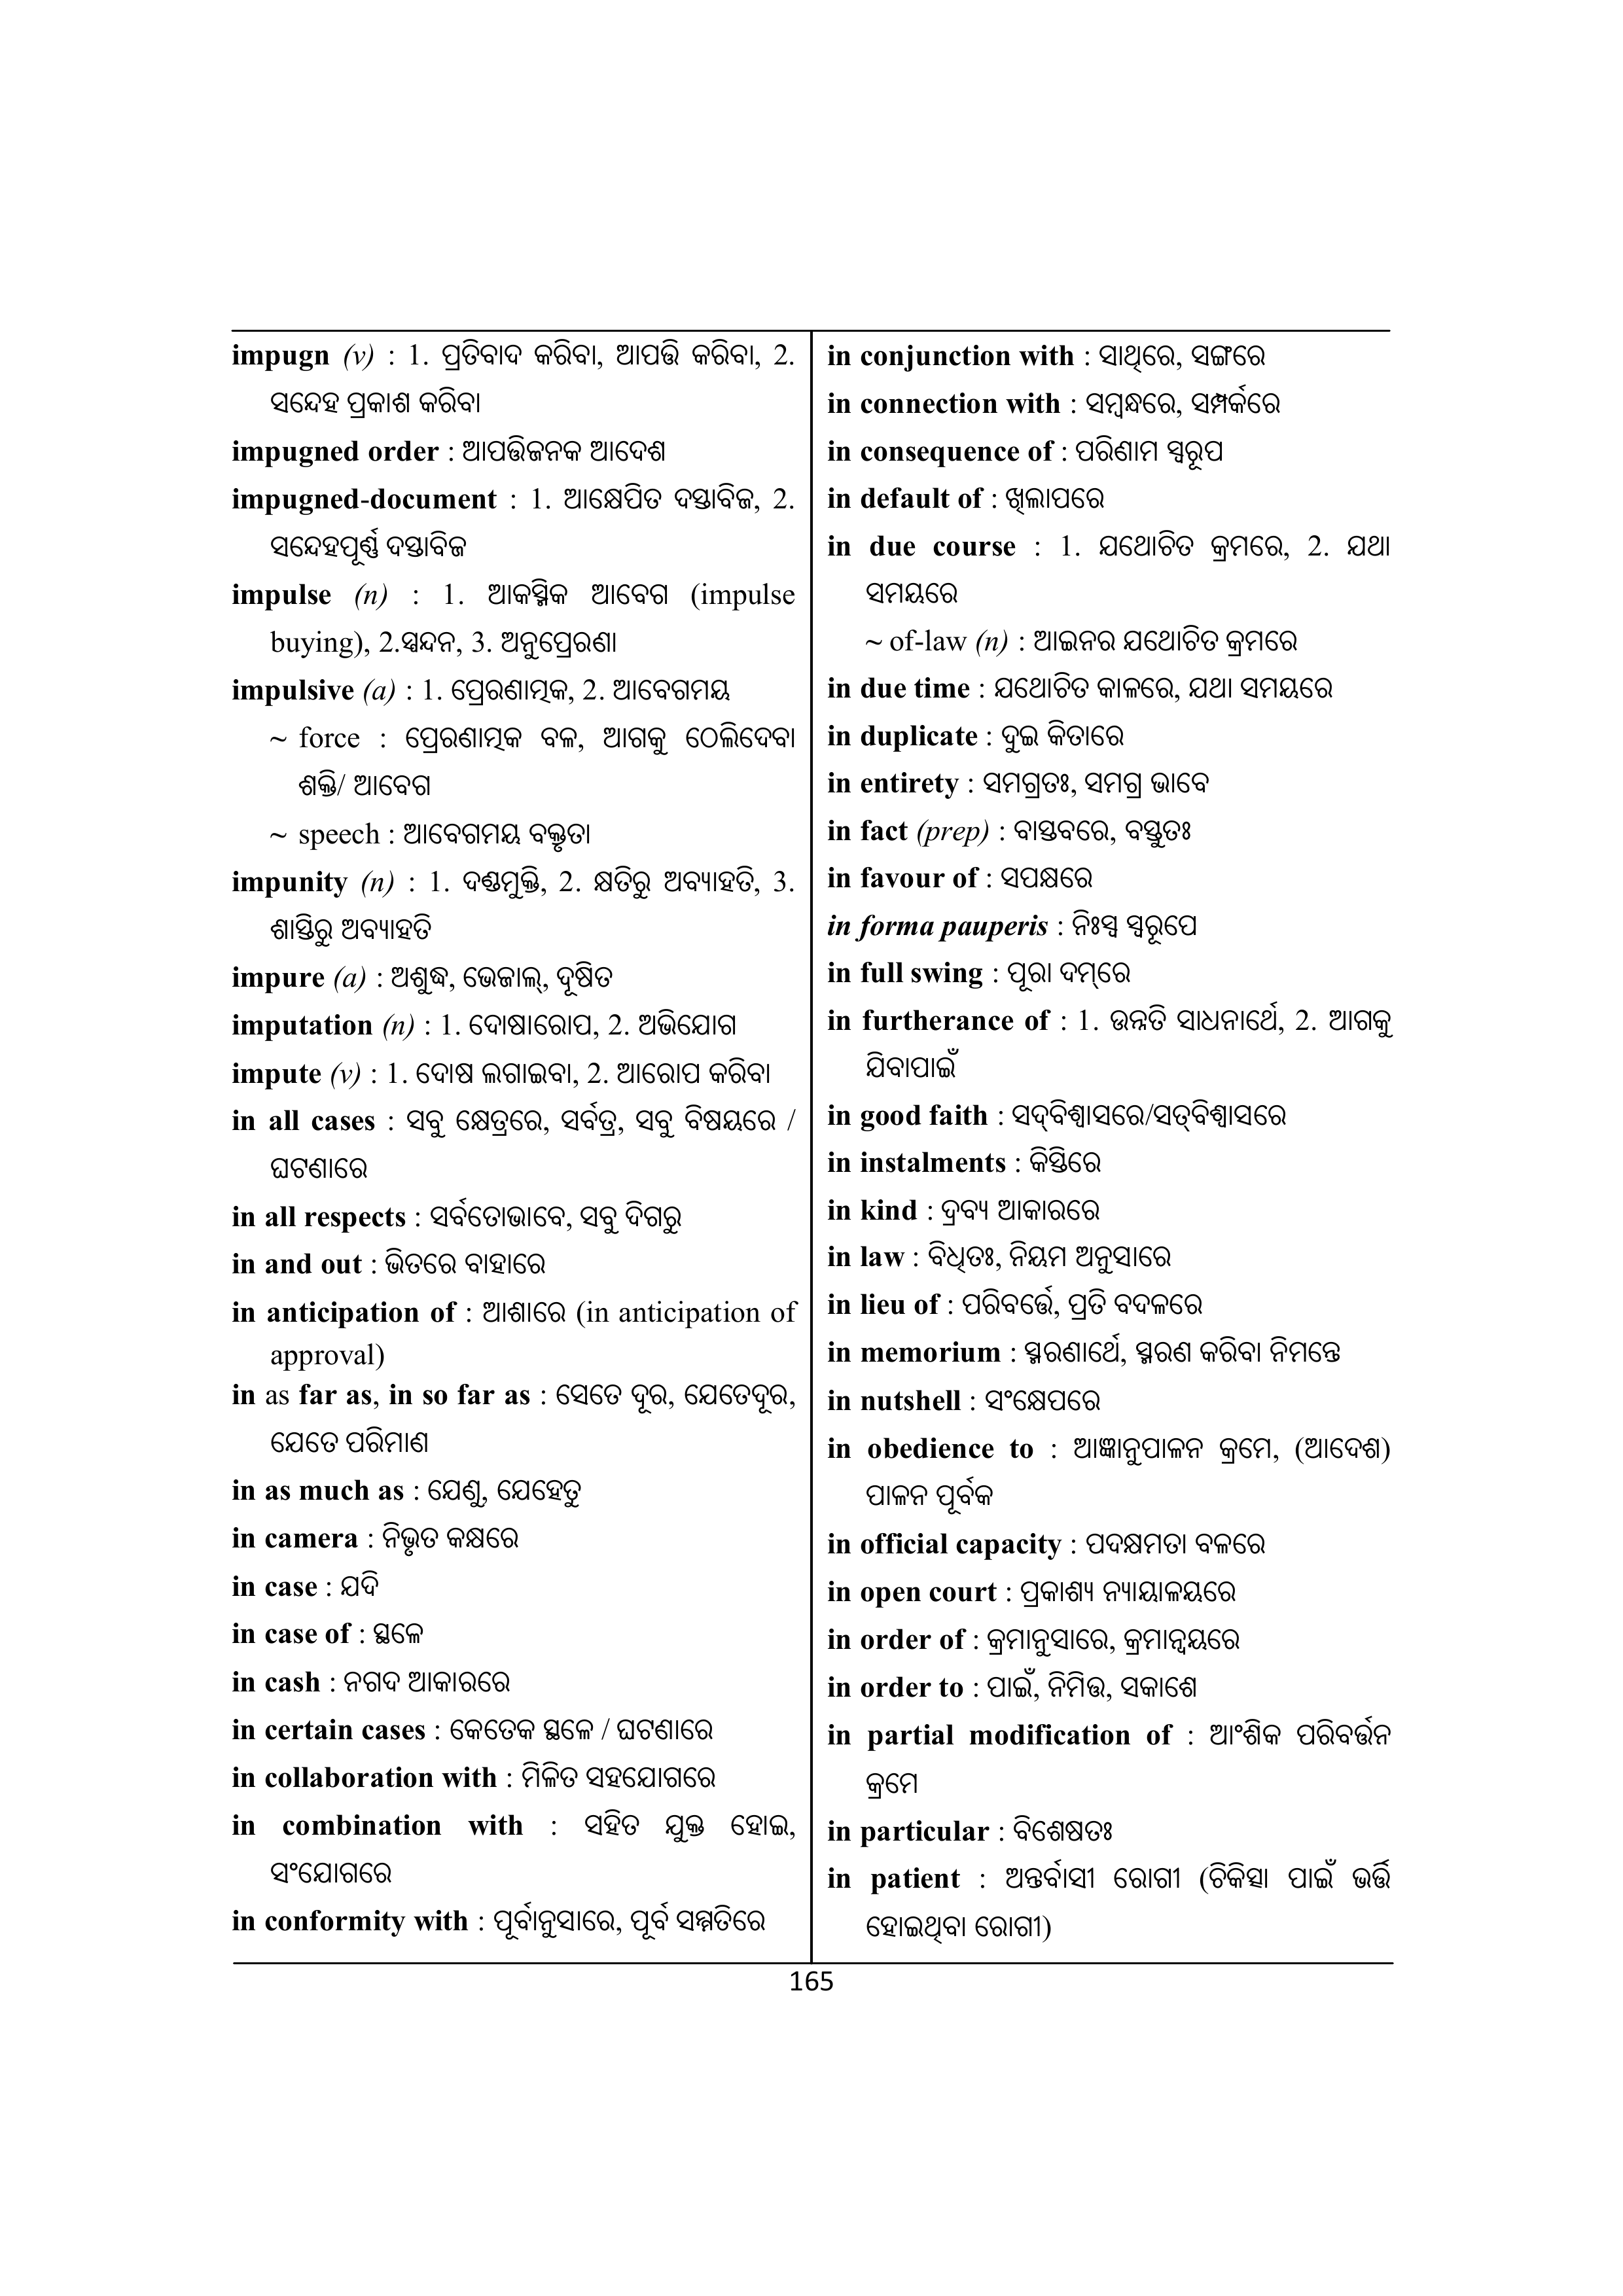 impugn (v) : 1. ପ୍ରତିବାଦ କରିବା, ଆପତ୍ତି କରିବା, 2.
ସନ୍ଦେହ ପ୍ରକାଶ କରିବା
impugned order : ଆପତ୍ତିଜନକ ଆଦେଶ
impugned-document : 1. ଆକ୍ଷେପିତ ଦସ୍ତାବିଜ, 2.
ସନ୍ଦେହପୂର୍ଣ୍ଣ ଦସ୍ତାବିଜ
impulse (n) : 1. ଆକସ୍ମିକ ଆବେଗ (impulse
buying), 2.ସ୍ପନ୍ଦନ, 3. ଅନୁପ୍ରେରଣା
impulsive (a) : 1. ପ୍ରେରଣାତ୍ମକ, 2. ଆବେଗମୟ
~ force : ପ୍ରେରଣାତ୍ମକ ବଳ, ଆଗକୁ ଠେଲିଦେବା
ଶକ୍ତି/ ଆବେଗ
~ speech : ଆବେଗମୟ ବକ୍ତୃତା
impunity (n) : 1. ଦଣ୍ଡମୁକ୍ତି, 2. କ୍ଷତିରୁ ଅବ୍ୟାହତି, 3.
ଶାସ୍ତିରୁ ଅବ୍ୟାହତି
impure (a) : ଅଶୁଦ୍ଧ, ଭେଜାଲ୍, ଦୂଷିତ
imputation (n) : 1. ଦୋଷାରୋପ, 2. ଅଭିଯୋଗ
impute (v) : 1. ଦୋଷ ଲଗାଇବା, 2. ଆରୋପ କରିବା
in all cases : ସବୁ କ୍ଷେତ୍ରରେ, ସର୍ବତ୍ର, ସବୁ ବିଷୟରେ /
ଘଟଣାରେ
in all respects : ସର୍ବତୋଭାବେ, ସବୁ ଦିଗରୁ
in and out : ଭିତରେ ବାହାରେ
in anticipation of : ଆଶାରେ (in anticipation of
approval)
in as far as, in so far as : ସେତେ ଦୂର, ଯେତେଦୂର,
ଯେତେ ପରିମାଣ
in as much as : ଯେଣୁ, ଯେହେତୁ
in camera : ନିଭୃତ କକ୍ଷରେ
in case : ଯଦି
in case of : ସ୍ଥଳେ
in cash : ନଗଦ ଆକାରରେ
in certain cases : କେତେକ ସ୍ଥଳେ / ଘଟଣାରେ
in collaboration with : ମିଳିତ ସହଯୋଗରେ
in combination with : ସହିତ ଯୁକ୍ତ ହୋଇ,
ସଂଯୋଗରେ
in conformity with : ପୂର୍ବାନୁସାରେ, ପୂର୍ବ ସମ୍ମତିରେ
in conjunction with : ସାଥିରେ, ସଙ୍ଗରେ
in connection with : ସମ୍ବନ୍ଧରେ, ସମ୍ପର୍କରେ
in consequence of : ପରିଣାମ ସ୍ୱରୂପ
in default of : ଖିଲାପରେ
in due course : 1. ଯଥୋଚିତ କ୍ରମରେ, 2. ଯଥା
ସମୟରେ
~ of-law (n) : ଆଇନର ଯଥୋଚିତ କ୍ରମରେ
in due time : ଯଥୋଚିତ କାଳରେ, ଯଥା ସମୟରେ
in duplicate : ଦୁଇ କିତାରେ
in entirety : ସମଗ୍ରତଃ, ସମଗ୍ର ଭାବେ
in fact (prep) : ବାସ୍ତବରେ, ବସ୍ତୁତଃ
in favour of : ସପକ୍ଷରେ
in forma pauperis : ନିଃସ୍ୱ ସ୍ୱରୂପେ
in full swing : ପୂରା ଦମ୍‌ରେ
in furtherance of : 1. ଉନ୍ନତି ସାଧନାର୍ଥେ, 2. ଆଗକୁ
ଯିବାପାଇଁ
in good faith : ସଦ୍‌ବିଶ୍ୱାସରେ/ସତ୍‌ବିଶ୍ୱାସରେ
in instalments : କିସ୍ତିରେ
in kind : ଦ୍ରବ୍ୟ ଆକାରରେ
in law : ବିଧିତଃ, ନିୟମ ଅନୁସାରେ
in lieu of : ପରିବର୍ତ୍ତେ, ପ୍ରତି ବଦଳରେ
in memorium : ସ୍ମରଣାର୍ଥେ, ସ୍ମରଣ କରିବା ନିମନ୍ତେ
in nutshell : ସଂକ୍ଷେପରେ
in obedience to : ଆଜ୍ଞାନୁପାଳନ କ୍ରମେ, (ଆଦେଶ)
ପାଳନ ପୂର୍ବକ
in official capacity : ପଦକ୍ଷମତା ବଳରେ
in open court : ପ୍ରକାଶ୍ୟ ନ୍ୟାୟାଳୟରେ
in order of : କ୍ରମାନୁସାରେ, କ୍ରମାନ୍ୱୟରେ
in order to : ପାଇଁ, ନିମିତ୍ତ, ସକାଶେ
in partial modification of : ଆଂଶିକ ପରିବର୍ତ୍ତନ
କ୍ରମେ
in particular : ବିଶେଷତଃ
in patient : ଅନ୍ତର୍ବାସୀ ରୋଗୀ (ଚିକିତ୍ସା ପାଇଁ ଭର୍ତ୍ତି
ହୋଇଥିବା ରୋଗୀ)
165